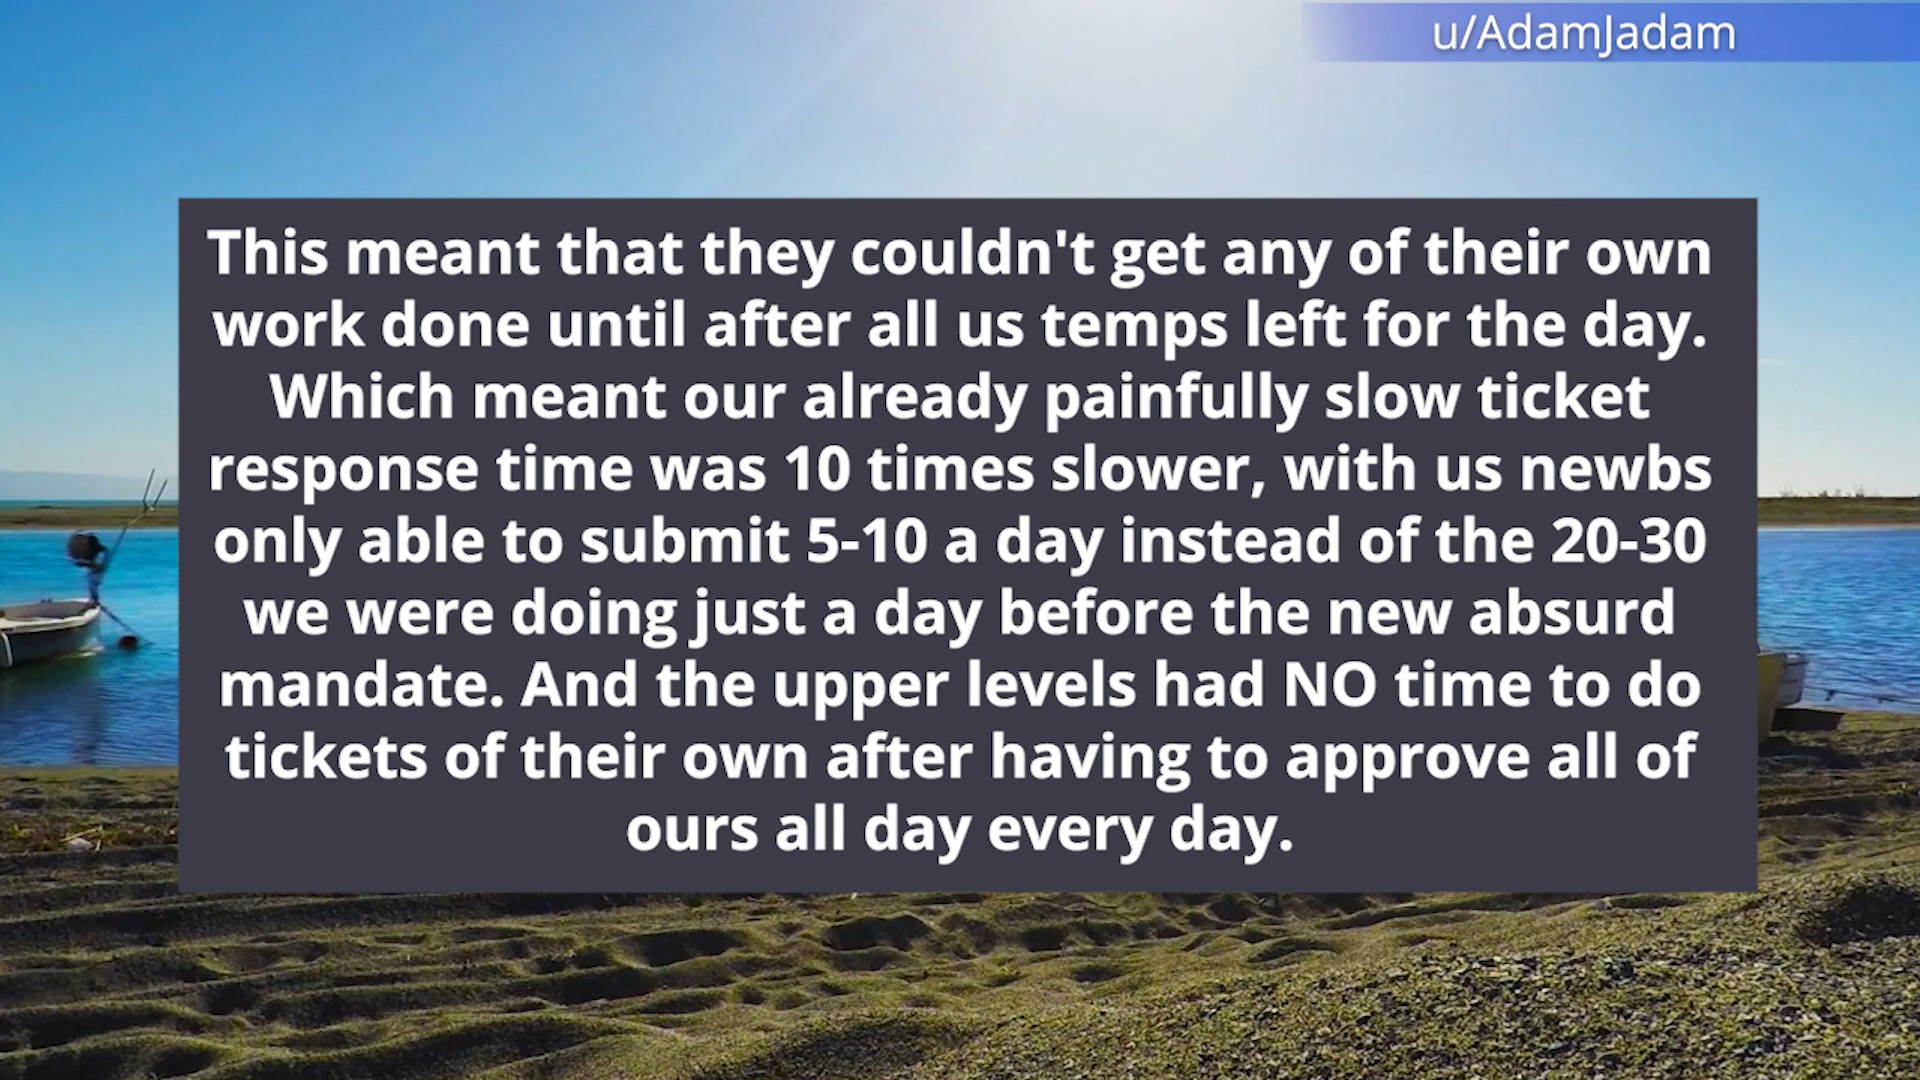 u/AdamJadam
This meant that they couldn't get any of their own
work done until after all us temps left for the day.
Which meant our already painfully slow ticket
response time was 10 times slower, with us newbs
only able to submit 5-10 a day instead of the 20-30
we were doing just a day before the new absurd
mandate. And the upper levels had NO time to do
tickets of their own after having to approve all of
ours all day every day.